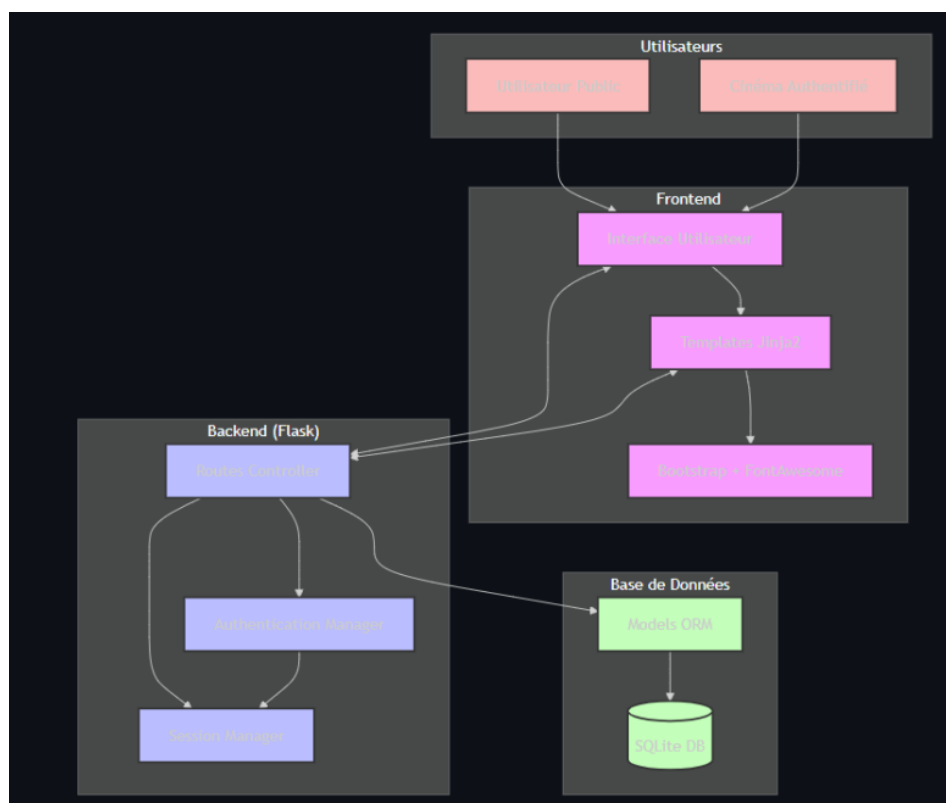 Utilisateurs
Utilisateur Public
Cinéma Authentifié
Frontend
Interface Utilisateur
Templates Jinja2
Bootstrap + FontAwesome
Backend (Flask)
Routes Controller
Authentication Manager
Session Manager
Base de Données
Models ORM
SQLite DB